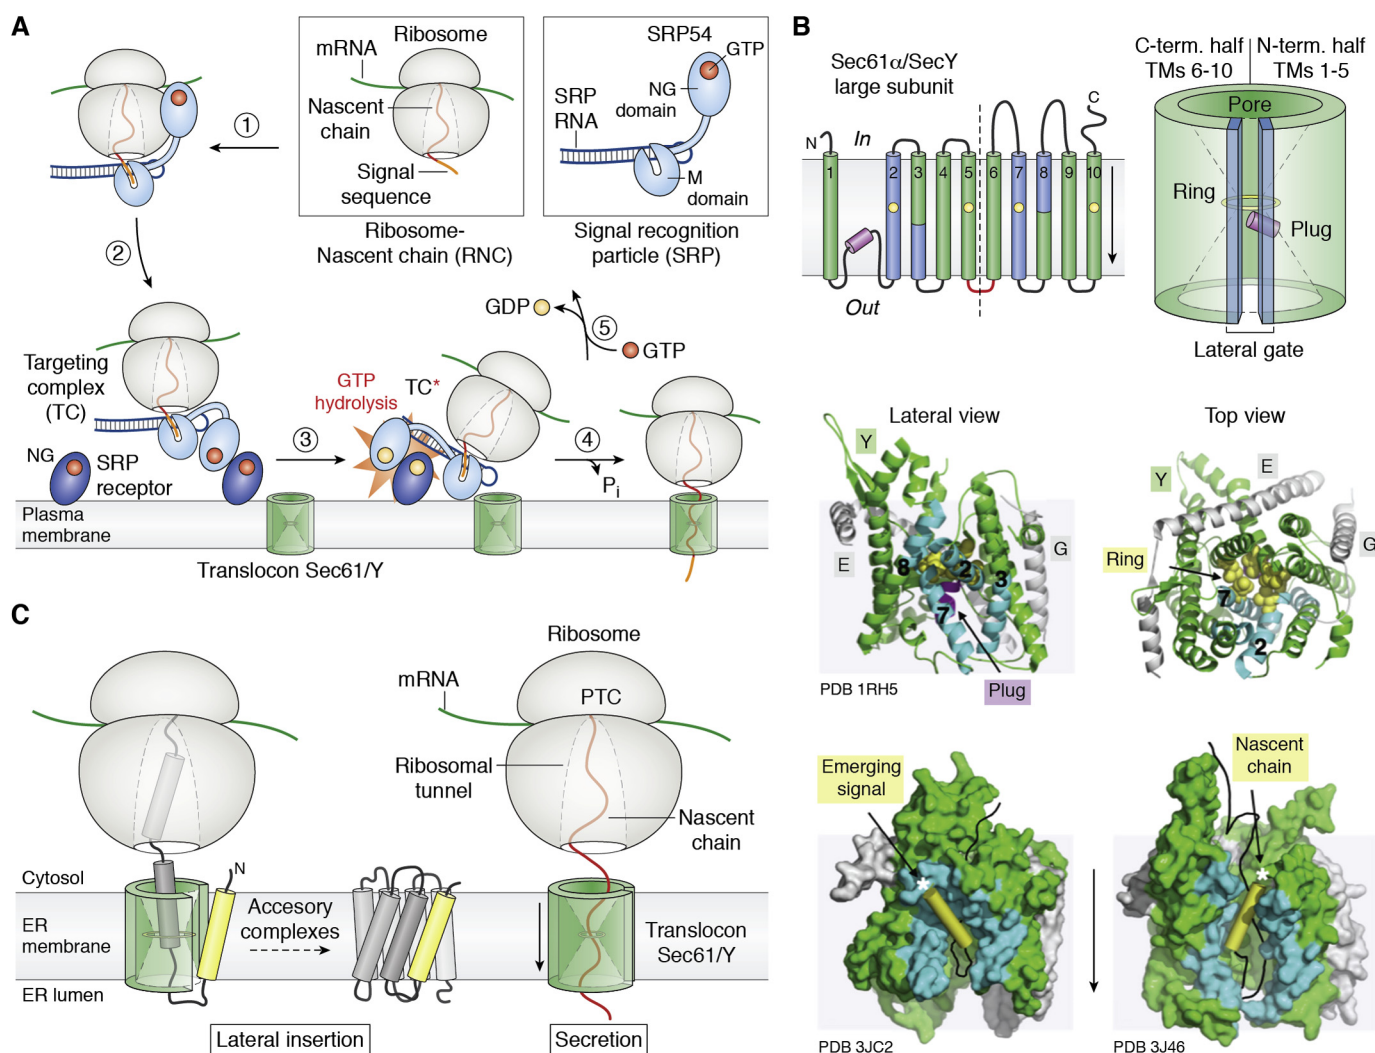 A
mRNA
Ribosome
Nascent
chain
Signal
sequence
Ribosome-
Nascent chain (RNC)
SRP54
GTP
NG
domain
SRP
RNA
M
domain
Signal recognition
particle (SRP)
1
2
Targeting
complex
(TC)
NG
SRP
receptor
3
GTP
hydrolysis
TC*
4
Pi
GDP
5
GTP
Plasma
membrane
Translocon Sec61/Y
B
Sec61α/SecY
large subunit
N
In
C
1
2
3
4
5
6
7
8
9
10
Out
C-term. half
TMs 6-10
N-term. half
TMs 1-5
Pore
Ring
Plug
Lateral gate
Lateral view
Y
E
G
8
2
3
7
Plug
PDB 1RH5
Top view
Y
E
G
Ring
7
2
Emerging
signal
*
PDB 3JC2
Nascent
chain
*
PDB 3J46
C
Cytosol
ER
membrane
ER lumen
N
Accesory
complexes
Lateral insertion
Ribosome
mRNA
PTC
Ribosomal
tunnel
Nascent
chain
Translocon
Sec61/Y
Secretion